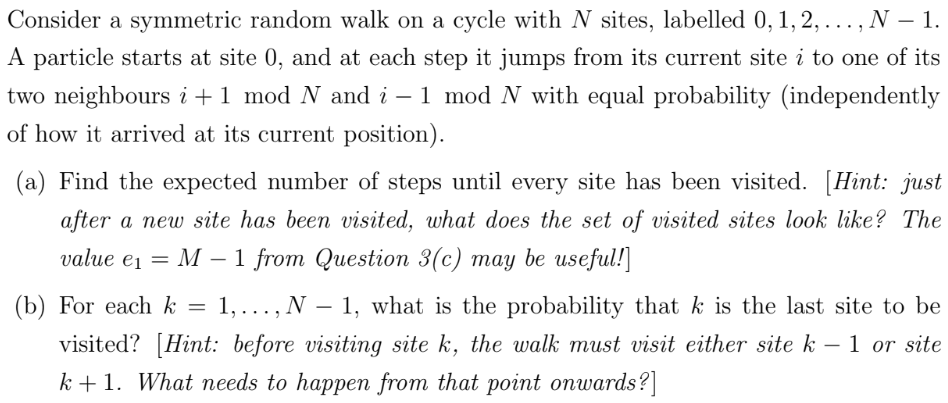 Consider a symmetric random walk on a cycle with N sites, labelled 0, 1, 2, . . . , N − 1.
A particle starts at site 0, and at each step it jumps from its current site i to one of its
two neighbours i + 1 mod N and i − 1 mod N with equal probability (independently
of how it arrived at its current position).
(a) Find the expected number of steps until every site has been visited. [Hint: just
after a new site has been visited, what does the set of visited sites look like? The
value e₁ = M − 1 from Question 3(c) may be useful!]
(b) For each k = 1, . . . , N − 1, what is the probability that k is the last site to be
visited? [Hint: before visiting site k, the walk must visit either site k − 1 or site
k + 1. What needs to happen from that point onwards?]